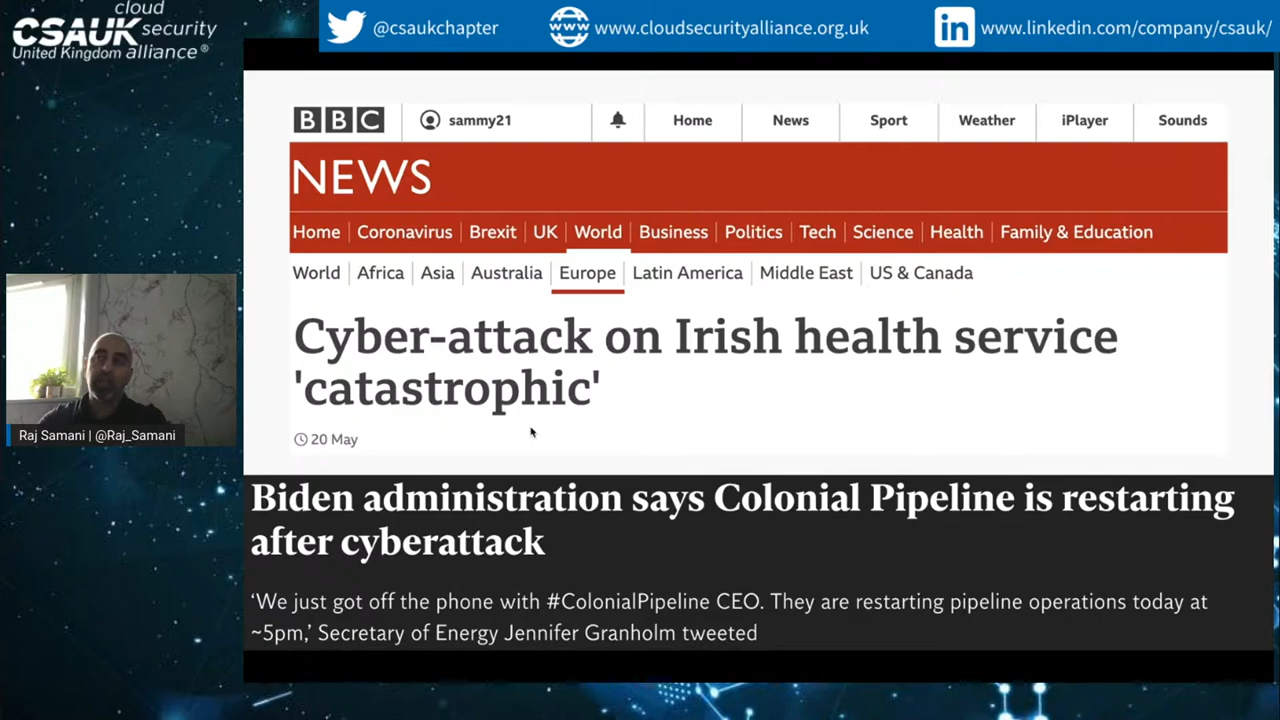 cloud
CSAUK security
United Kingdom alliance®
@csaukchapter
www.cloudsecurityalliance.org.uk
in www.linkedin.com/company/csauk/
BBC sammy21 Home News Sport Weather iPlayer Sounds
NEWS
Home Coronavirus Brexit UK World Business Politics Tech Science Health Family & Education
World Africa Asia Australia Europe Latin America Middle East US & Canada
Cyber-attack on Irish health service
'catastrophic'
20 May
Raj Samani | @Raj_Samani
Biden administration says Colonial Pipeline is restarting
after cyberattack
‘We just got off the phone with #ColonialPipeline CEO. They are restarting pipeline operations today at
~5pm,’ Secretary of Energy Jennifer Granholm tweeted